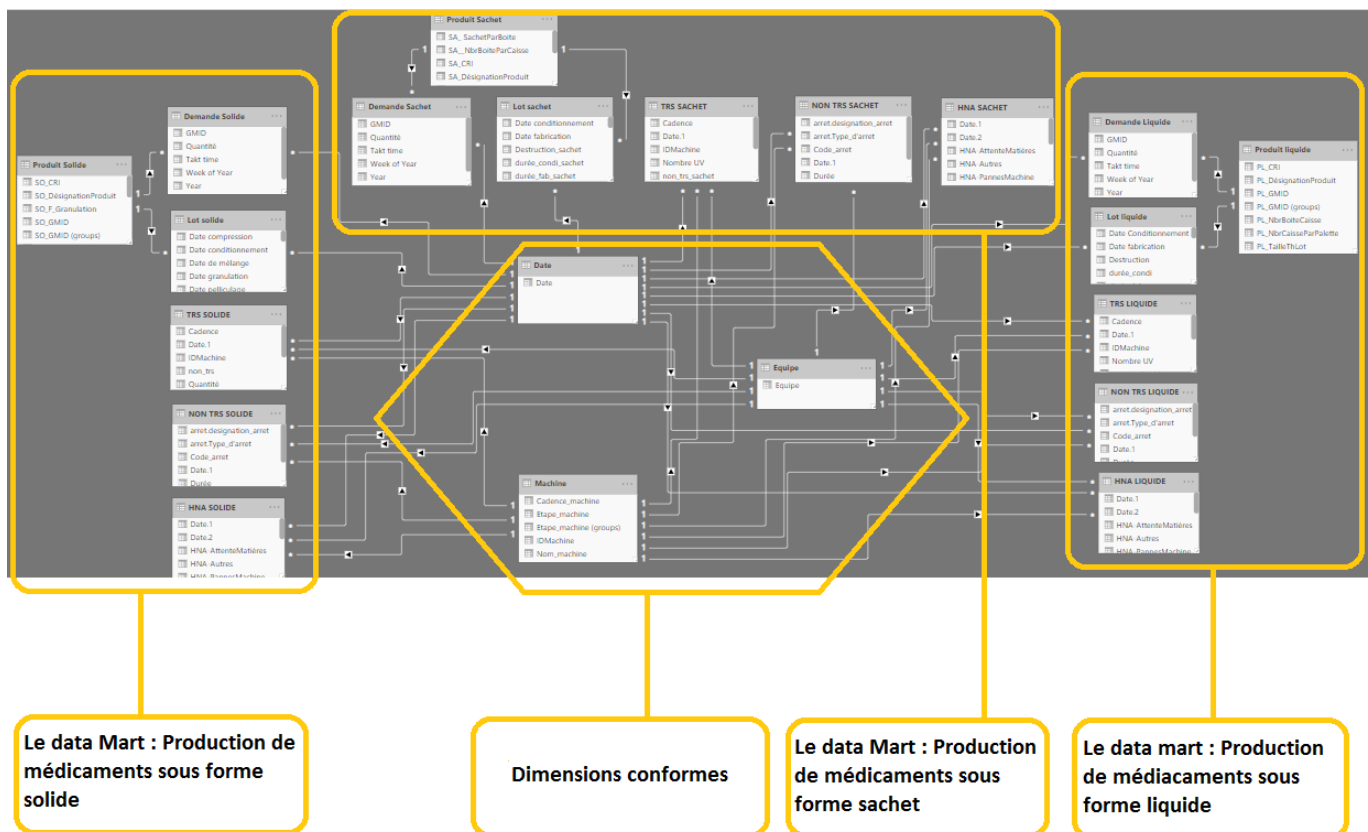 Produit Sachet
SA_ SachetParBoite
SA__NbrBoiteParCaisse
SA_CRI
SA_DésignationProduit
Demande Sachet
GMID
Quantité
Takt time
Week of Year
Year
Lot sachet
Date conditionnement
Date fabrication
Destruction_sachet
durée_condi_sachet
durée_fab_sachet
TRS SACHET
Cadence
Date.1
IDMachine
Nombre UV
non_trs_sachet
NON TRS SACHET
arret.designation_arret
arret.Type_d'arret
Code_arret
Date.1
Durée
HNA SACHET
Date.1
Date.2
HNA-AttenteMatières
HNA-Autres
HNA-PannesMachine
Produit Solide
SO_CRI
SO_DésignationProduit
SO_F_Granulation
SO_GMID
SO_GMID (groups)
Demande Solide
GMID
Quantité
Takt time
Week of Year
Year
Lot solide
Date compression
Date conditionnement
Date de mélange
Date granulation
Date pelliculage
TRS SOLIDE
Cadence
Date.1
IDMachine
non_trs
Quantité
NON TRS SOLIDE
arret.designation_arret
arret.Type_d'arret
Code_arret
Date.1
Durée
HNA SOLIDE
Date.1
Date.2
HNA-AttenteMatières
HNA-Autres
HNA-PannesMachine
Date
Date
Equipe
Equipe
Machine
Cadence_machine
Etape_machine
Etape_machine (groups)
IDMachine
Nom_machine
Demande Liquide
GMID
Quantité
Takt time
Week of Year
Year
Produit liquide
PL_CRI
PL_DésignationProduit
PL_GMID
PL_GMID (groups)
PL_NbrBoiteCaisse
PL_NbrCaisseParPalette
PL_TailleThLot
Lot liquide
Date Conditionnement
Date fabrication
Destruction
durée_condi
TRS LIQUIDE
Cadence
Date.1
IDMachine
Nombre UV
NON TRS LIQUIDE
arret.designation_arret
arret.Type_d'arret
Code_arret
Date.1
Durée
HNA LIQUIDE
Date.1
Date.2
HNA-AttenteMatières
HNA-Autres
HNA-PannesMachine
Le data Mart : Production de
médicaments sous forme
solide
Dimensions conformes
Le data Mart : Production
de médicaments sous
forme sachet
Le data mart : Production
de médiacaments sous
forme liquide